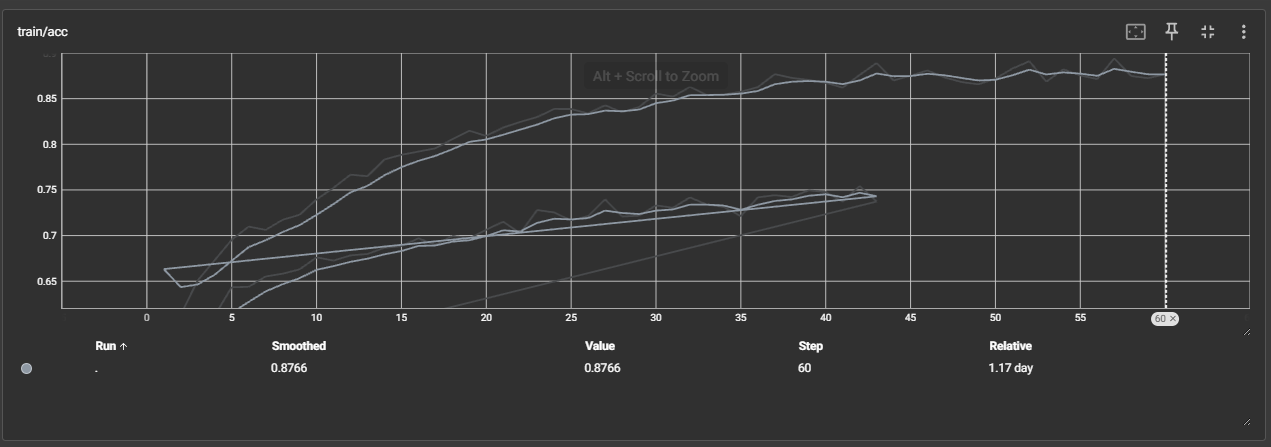 train/acc
Alt + Scroll to Zoom
0.85
0.8
0.75
0.7
0.65
0 5 10 15 20 25 30 35 40 45 50 55 60 ×
Run ↑ Smoothed Value Step Relative
. 0.8766 0.8766 60 1.17 day